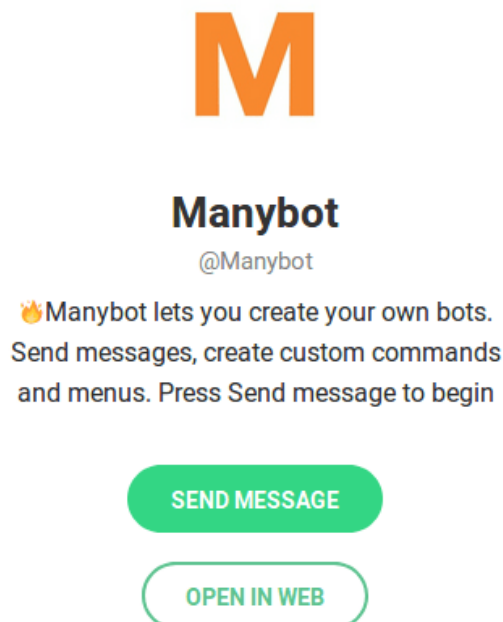 M
Manybot
@Manybot
🔥Manybot lets you create your own bots.
Send messages, create custom commands
and menus. Press Send message to begin
SEND MESSAGE
OPEN IN WEB